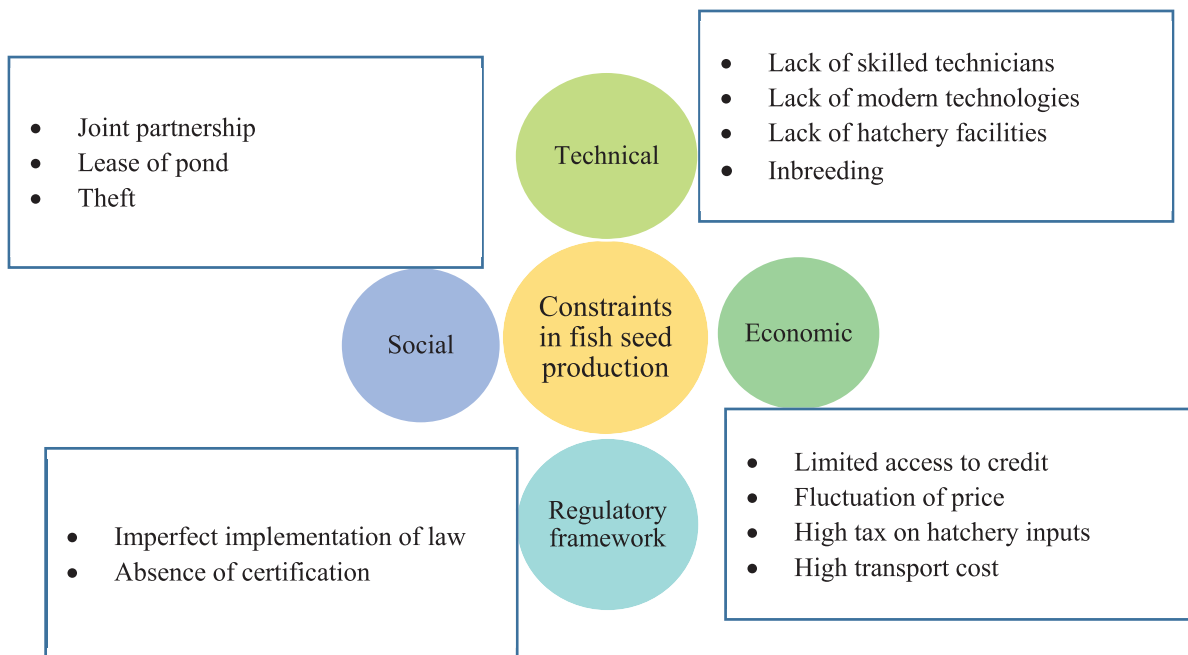 • Joint partnership
• Lease of pond
• Theft
Technical
• Lack of skilled technicians
• Lack of modern technologies
• Lack of hatchery facilities
• Inbreeding
Social
Constraints
in fish seed
production
Economic
• Imperfect implementation of law
• Absence of certification
Regulatory
framework
• Limited access to credit
• Fluctuation of price
• High tax on hatchery inputs
• High transport cost